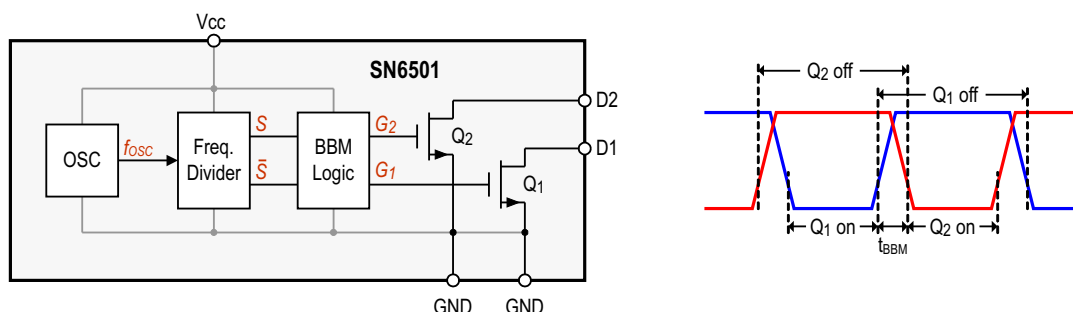 Vcc
SN6501
D2
D1
OSC
fOSC
Freq.
Divider
S
S̄
BBM
Logic
G2
G1
Q2
Q1
GND
GND
Q2 off
Q1 off
Q1 on
tBBM
Q2 on